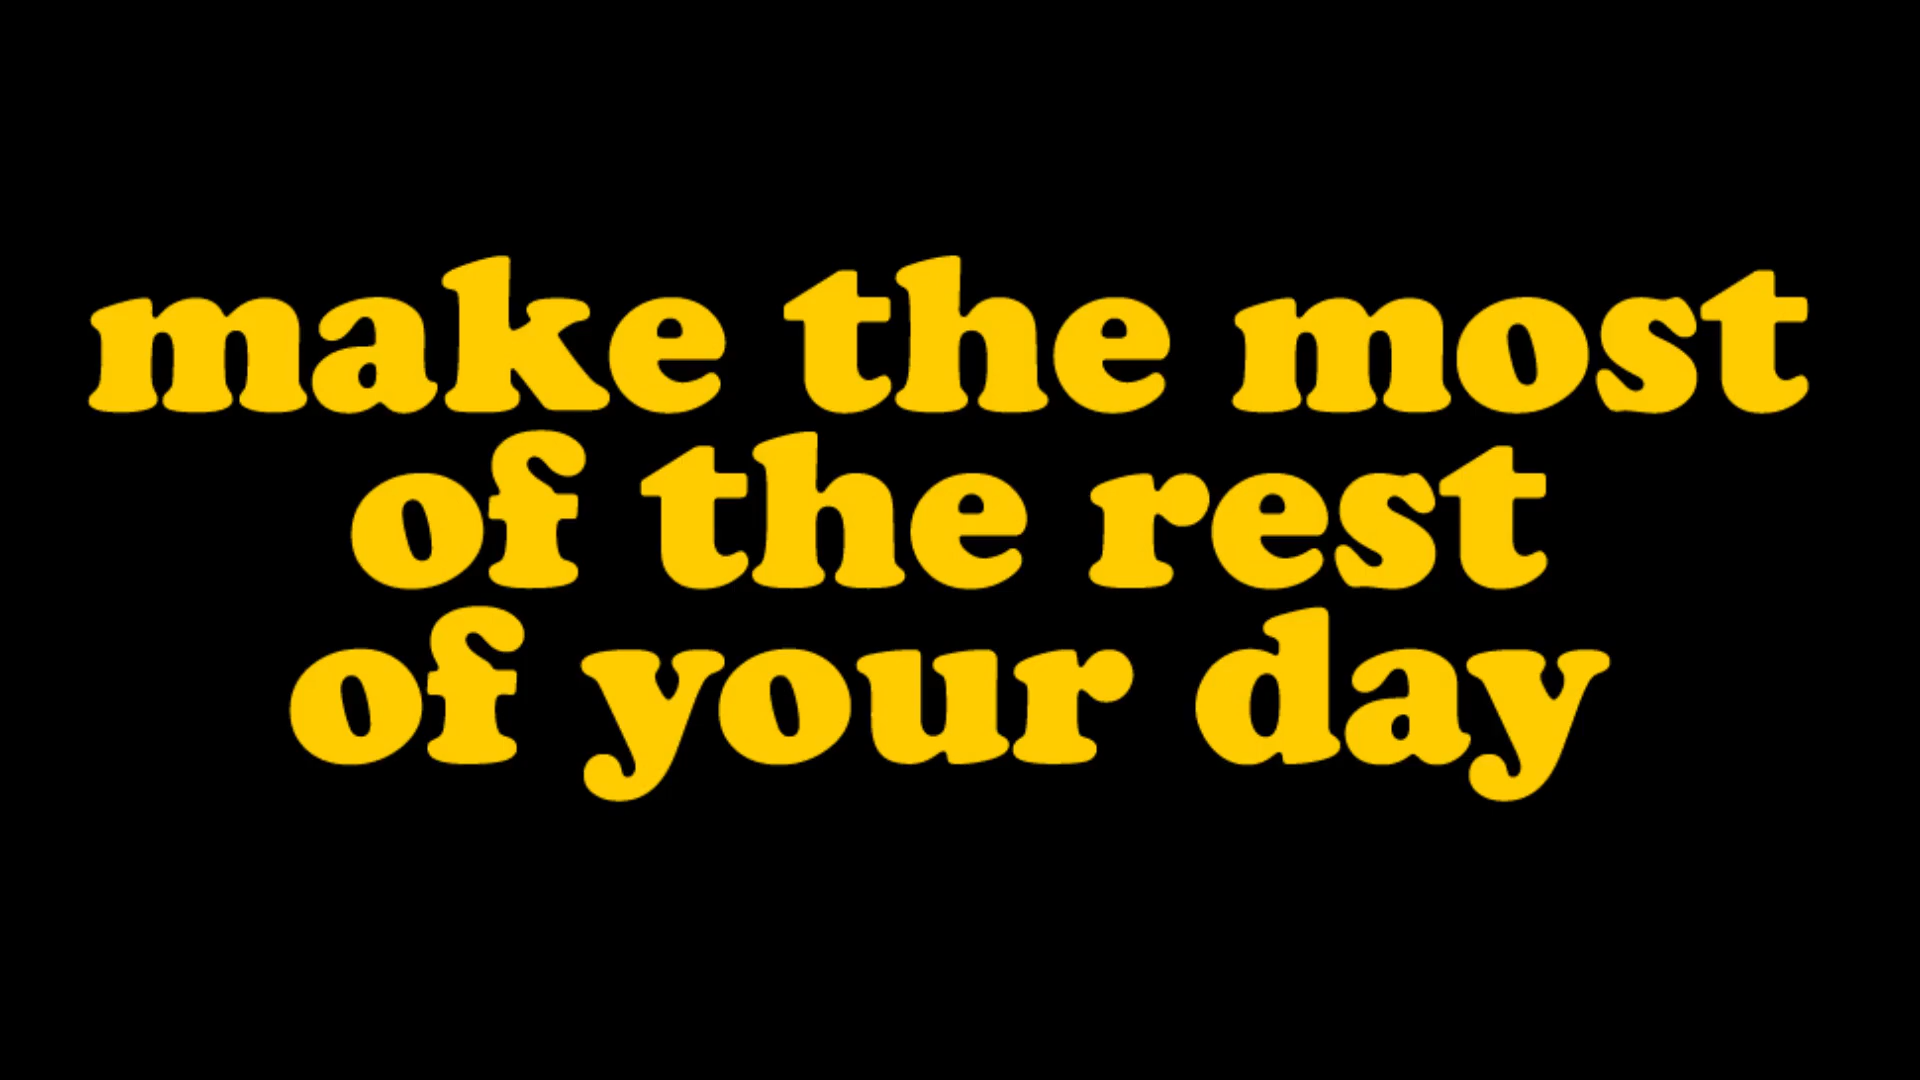 make the most
of the rest
of your day